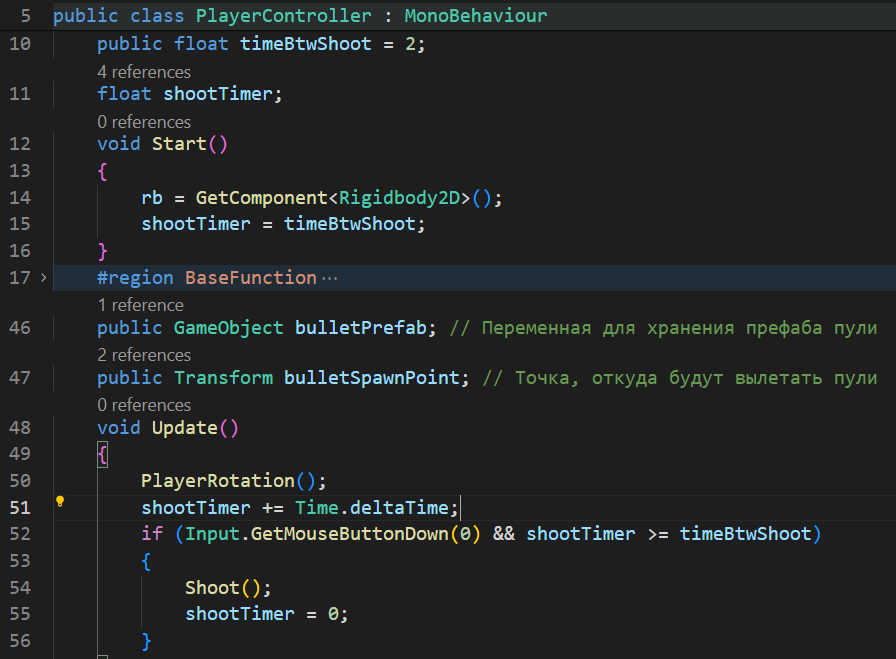 5 public class PlayerController : MonoBehaviour
10 public float timeBtwShoot = 2;
4 references
11 float shootTimer;
0 references
12 void Start()
13 {
14 rb = GetComponent<Rigidbody2D>();
15 shootTimer = timeBtwShoot;
16 }
17 > #region BaseFunction ···
1 reference
46 public GameObject bulletPrefab; // Переменная для хранения префаба пули
2 references
47 public Transform bulletSpawnPoint; // Точка, откуда будут вылетать пули
0 references
48 void Update()
49 {
50 PlayerRotation();
51 shootTimer += Time.deltaTime;
52 if (Input.GetMouseButtonDown(0) && shootTimer >= timeBtwShoot)
53 {
54 Shoot();
55 shootTimer = 0;
56 }